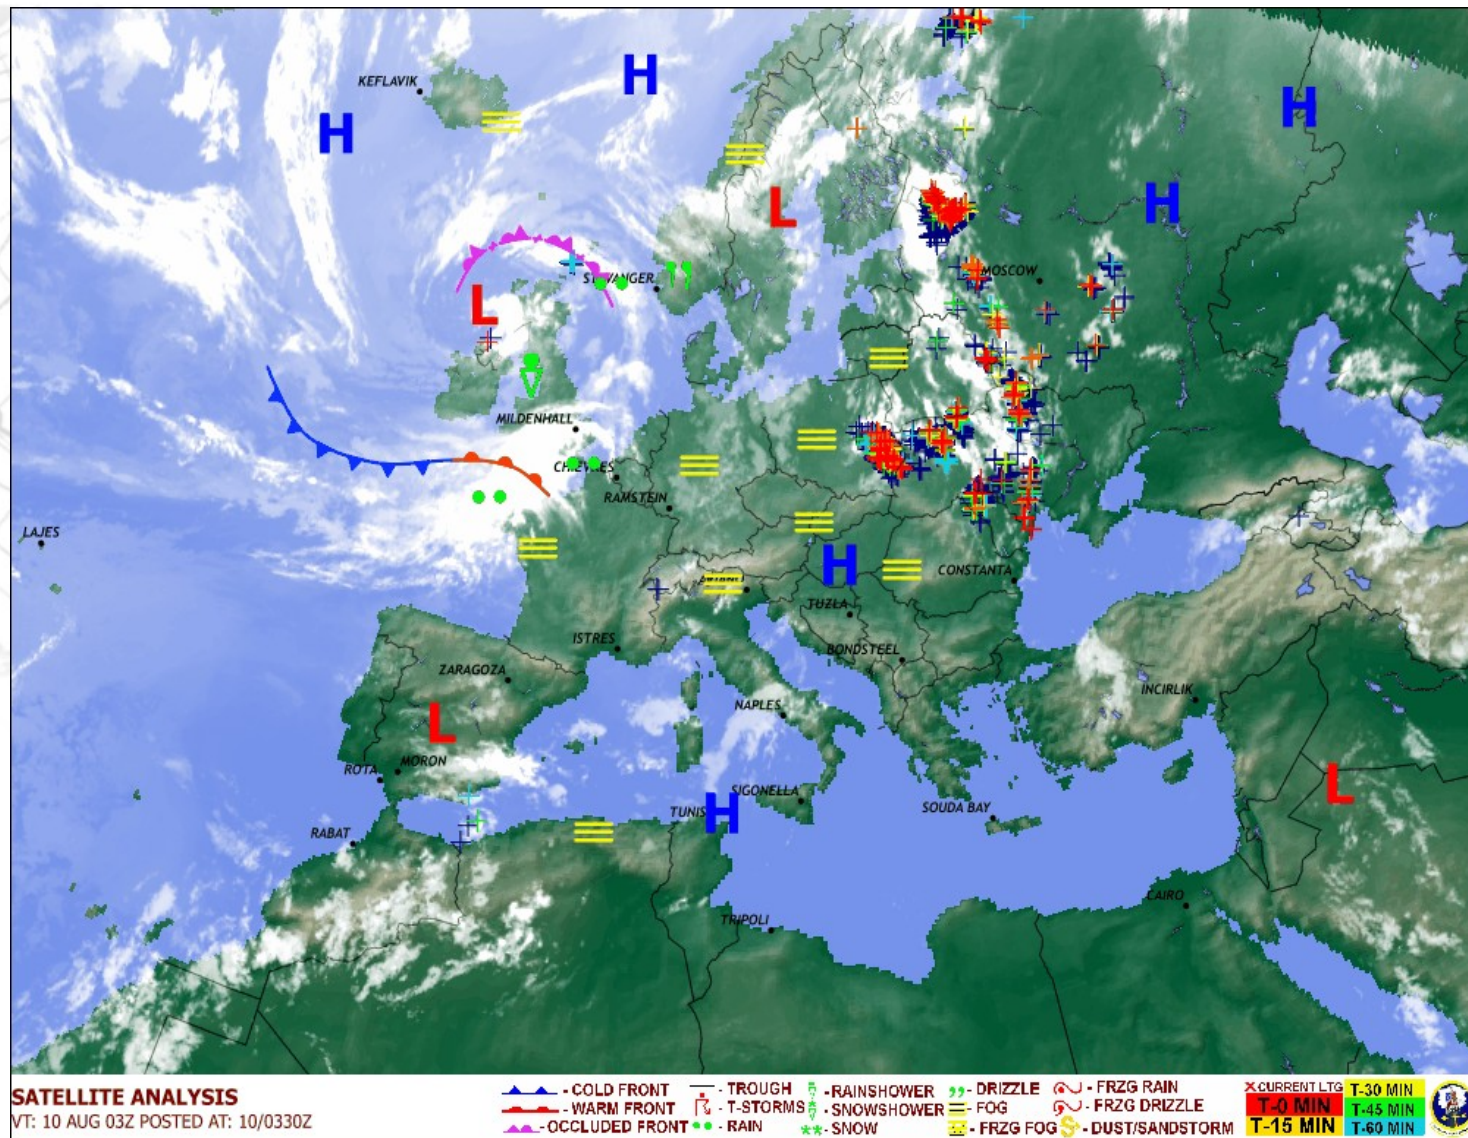 KEFLAVIK
H
H
H
H
L
MOSCOW
L
MILDENHALL
RAMSTEIN
LAJES
H
CONSTANTA
TUZLA
ISTRES
BONDSTEEL
ZARAGOZA
INCIRLIK
NAPLES
L
ROTA
MORON
SIGONELLA
L
TUNIS
H
SOUDA BAY
RABAT
CAIRO
TRIPOLI
SATELLITE ANALYSIS
VT: 10 AUG 03Z POSTED AT: 10/0330Z
- COLD FRONT
- WARM FRONT
- OCCLUDED FRONT
- TROUGH
- T-STORMS
- RAIN
- RAINSHOWER
- SNOWSHOWER
- SNOW
- DRIZZLE
- FOG
- FRZG FOG
- FRZG RAIN
- FRZG DRIZZLE
- DUST/SANDSTORM
CURRENT LTG
T-0 MIN
T-15 MIN
T-30 MIN
T-45 MIN
T-60 MIN